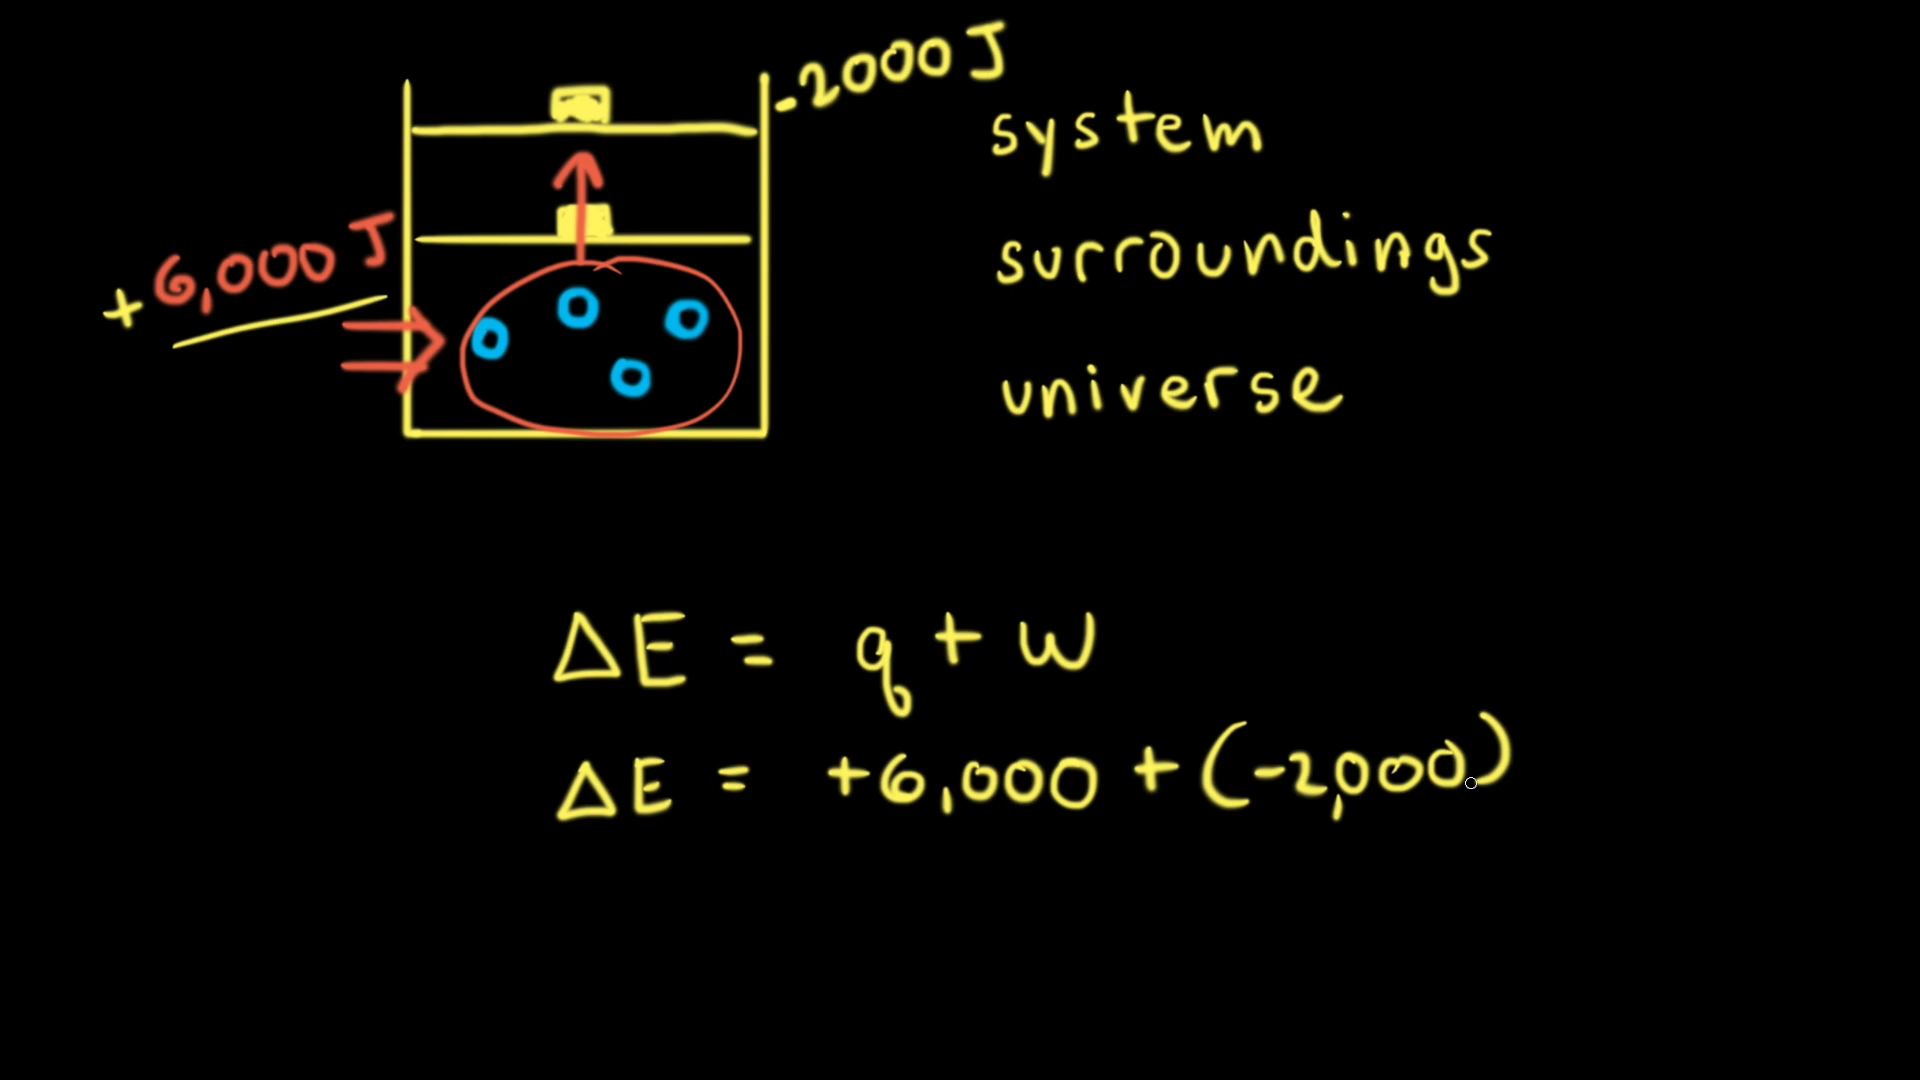 -2000 J
system
surroundings
+6,000 J
universe
ΔE = q + w
ΔE = +6,000 + (-2,000)